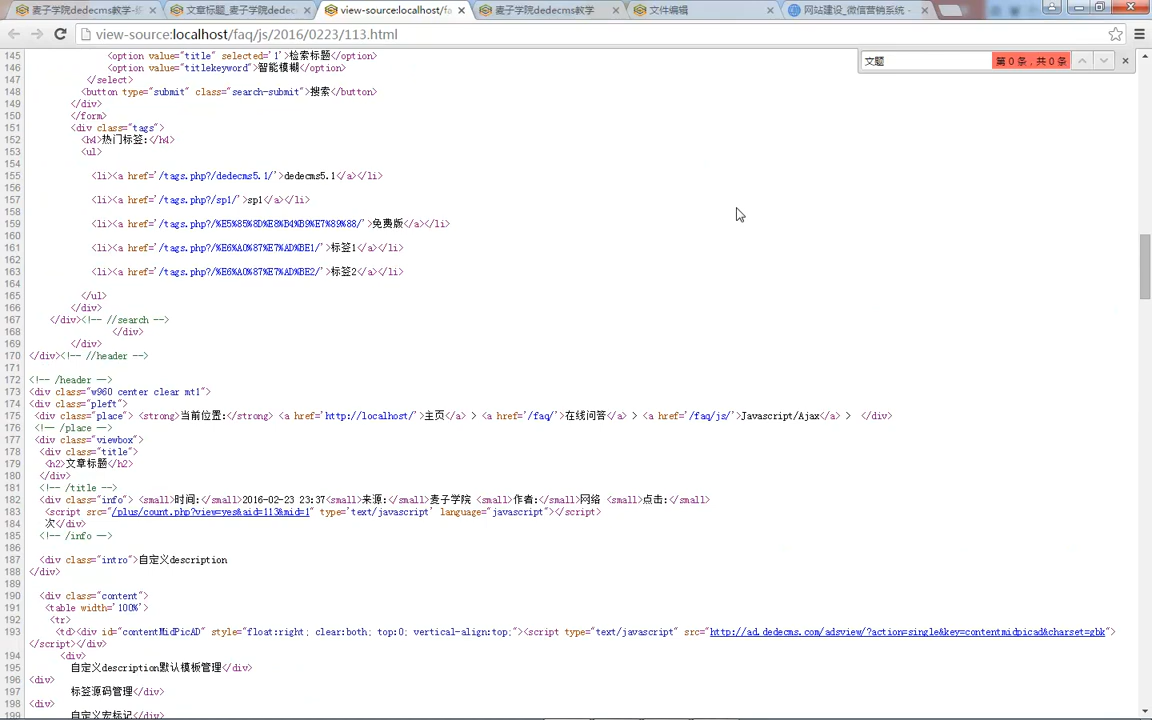 麦子学院dedecms教学-
文章标题_麦子学院dedec
view-source:localhost/fa
麦子学院dedecms教学
文件编辑
网站建设_微信营销系统 -
view-source:localhost/faq/js/2016/0223/113.html
文题
第 0 条，共 0 条
145 <option value="title" selected='1'>检索标题</option>
146 <option value="titlekeyword">智能模糊</option>
147 </select>
148 <button type="submit" class="search-submit">搜索</button>
149 </div>
150 </form>
151 <div class="tags">
152 <h4>热门标签:</h4>
153 <ul>
154
155 <li><a href='/tags.php?/dedecms5.1/'>dedecms5.1</a></li>
156
157 <li><a href='/tags.php?/sp1/'>sp1</a></li>
158
159 <li><a href='/tags.php?/%E5%85%8D%E8%B4%B9%E7%89%88/'>免费版</a></li>
160
161 <li><a href='/tags.php?/%E6%A0%87%E7%AD%BE1/'>标签1</a></li>
162
163 <li><a href='/tags.php?/%E6%A0%87%E7%AD%BE2/'>标签2</a></li>
164
165 </ul>
166 </div>
167 </div><!-- //search -->
168 </div>
169 </div>
170 </div><!-- //header -->
171
172 <!-- /header -->
173 <div class="w960 center clear mt1">
174 <div class="pleft">
175 <div class="place"> <strong>当前位置:</strong> <a href='http://localhost/'>主页</a> > <a href='/faq/'>在线问答</a> > <a href='/faq/js/'>Javascript/Ajax</a> > </div>
176 <!-- /place -->
177 <div class="viewbox">
178 <div class="title">
179 <h2>文章标题</h2>
180 </div>
181 <!-- /title -->
182 <div class="info"> <small>时间:</small>2016-02-23 23:37<small>来源:</small>麦子学院 <small>作者:</small>网络 <small>点击:</small>
183 <script src="/plus/count.php?view=yes&aid=113&mid=1" type='text/javascript' language="javascript"></script>
184 次</div>
185 <!-- /info -->
186
187 <div class="intro">自定义description
188 </div>
189
190 <div class="content">
191 <table width='100%'>
192 <tr>
193 <td><div id="contentMidPicAD" style="float:right; clear:both; top:0; vertical-align:top;"><script type="text/javascript" src="http://ad.dedecms.com/adsview/?action=single&key=contentmidpicad&charset=gbk">
</script></div>
194 <div>
195 自定义description默认模板管理</div>
196 <div>
197 标签源码管理</div>
198 <div>
199 自定义宏标记</div>